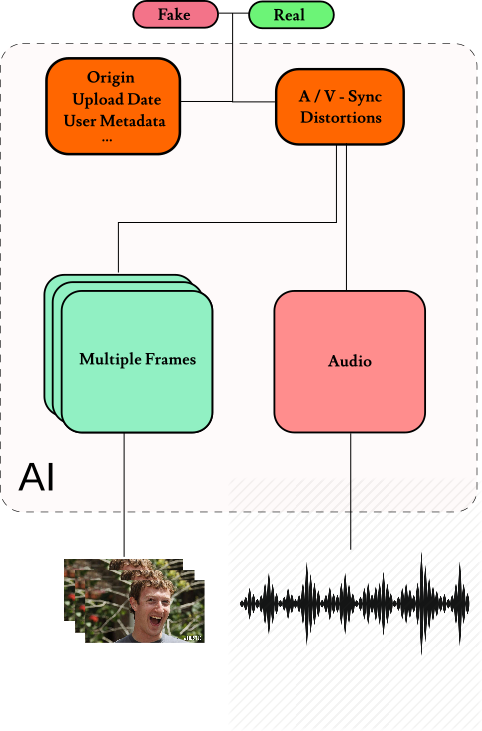 Fake
Real
Origin
Upload Date
User Metadata
...
A / V - Sync
Distortions
Multiple Frames
Audio
AI